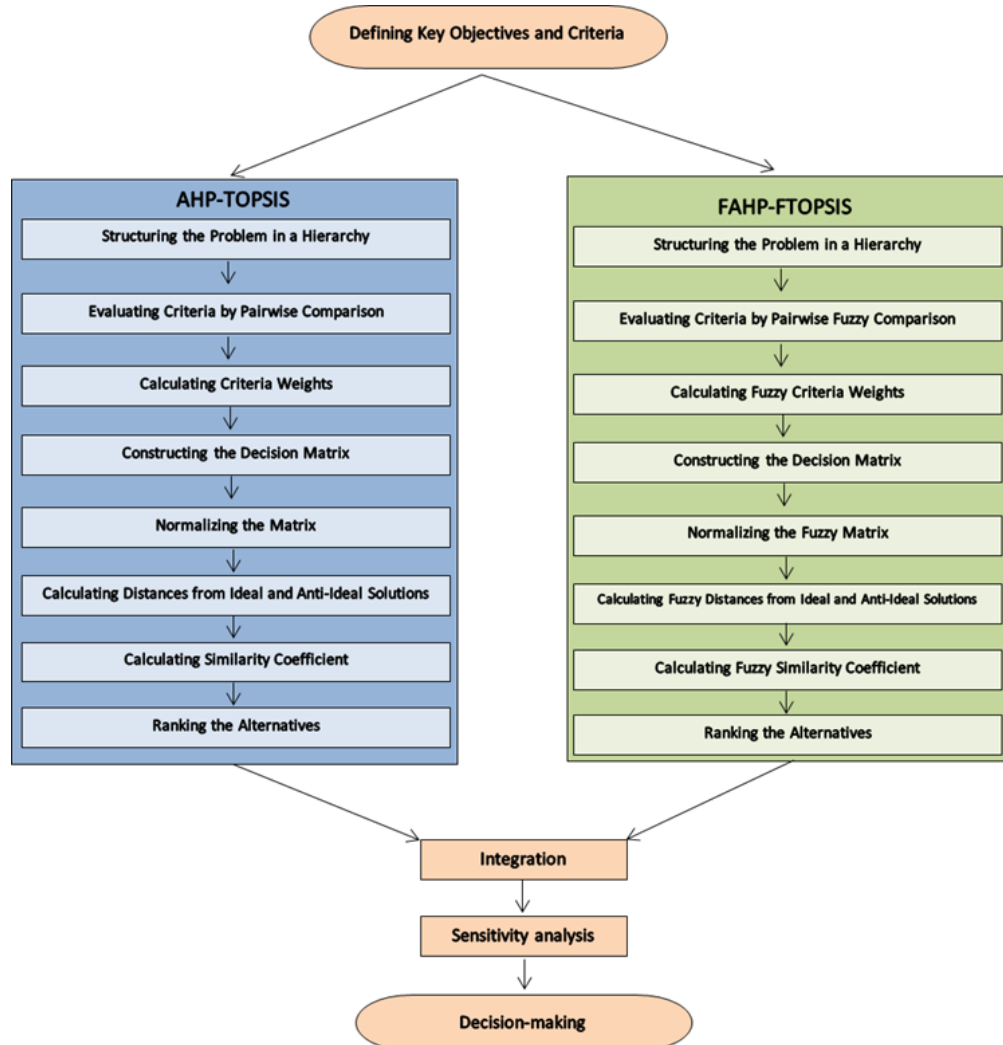 Defining Key Objectives and Criteria
AHP-TOPSIS
Structuring the Problem in a Hierarchy
Evaluating Criteria by Pairwise Comparison
Calculating Criteria Weights
Constructing the Decision Matrix
Normalizing the Matrix
Calculating Distances from Ideal and Anti-Ideal Solutions
Calculating Similarity Coefficient
Ranking the Alternatives
FAHP-FTOPSIS
Structuring the Problem in a Hierarchy
Evaluating Criteria by Pairwise Fuzzy Comparison
Calculating Fuzzy Criteria Weights
Constructing the Decision Matrix
Normalizing the Fuzzy Matrix
Calculating Fuzzy Distances from Ideal and Anti-Ideal Solutions
Calculating Fuzzy Similarity Coefficient
Ranking the Alternatives
Integration
Sensitivity analysis
Decision-making